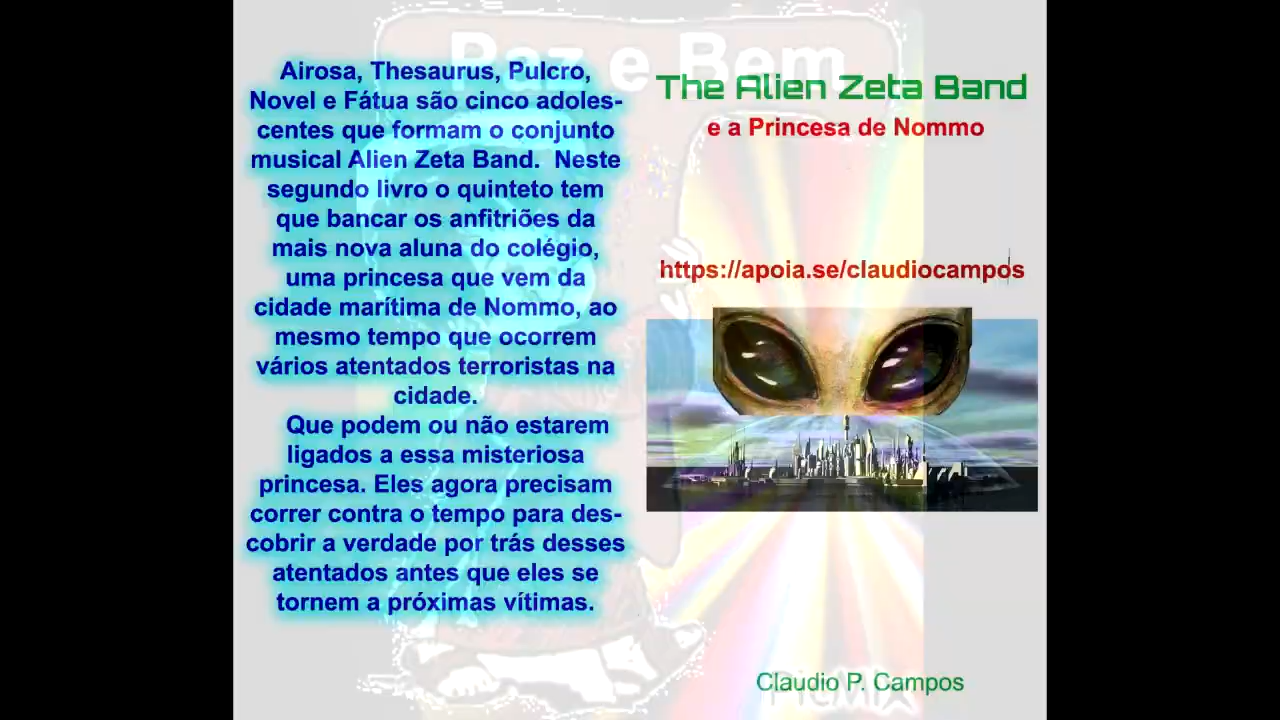 Paz e Bem
Airosa, Thesaurus, Pulcro,
Novel e Fátua são cinco adoles-
centes que formam o conjunto
musical Alien Zeta Band.  Neste
segundo livro o quinteto tem
que bancar os anfitriões da
mais nova aluna do colégio,
uma princesa que vem da
cidade marítima de Nommo, ao
mesmo tempo que ocorrem
vários atentados terroristas na
cidade.
Que podem ou não estarem
ligados a essa misteriosa
princesa. Eles agora precisam
correr contra o tempo para des-
cobrir a verdade por trás desses
atentados antes que eles se
tornem a próximas vítimas.
The Alien Zeta Band
e a Princesa de Nommo
https://apoia.se/claudiocampos
Claudio P. Campos
PicMix